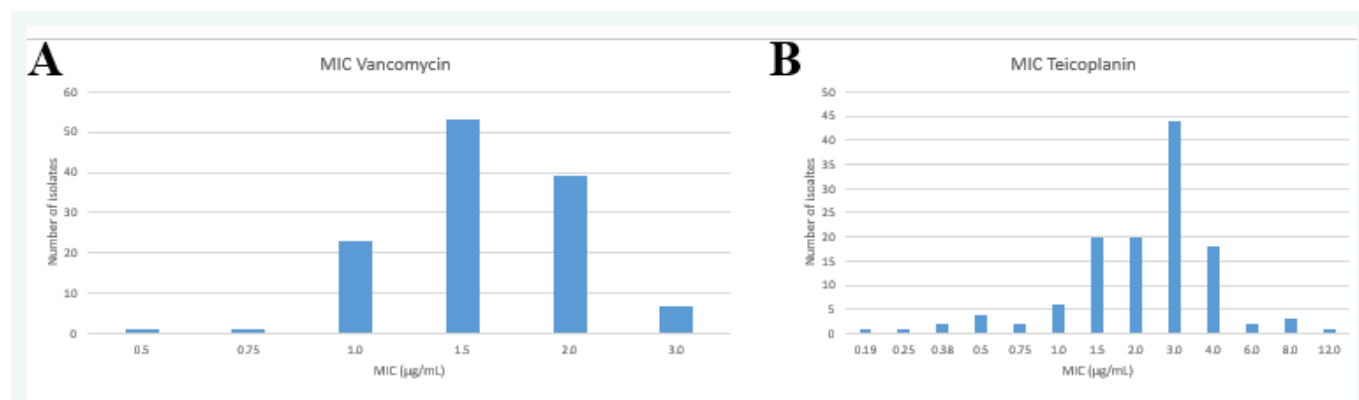 A
MIC Vancomycin
60
50
40
30
20
10
0
Number of isolates
0.5 0.75 1.0 1.5 2.0 3.0
MIC (µg/mL)
B
MIC Teicoplanin
50
45
40
35
30
25
20
15
10
5
0
Number of isoaltes
0.19 0.25 0.38 0.5 0.75 1.0 1.5 2.0 3.0 4.0 6.0 8.0 12.0
MIC (µg/mL)